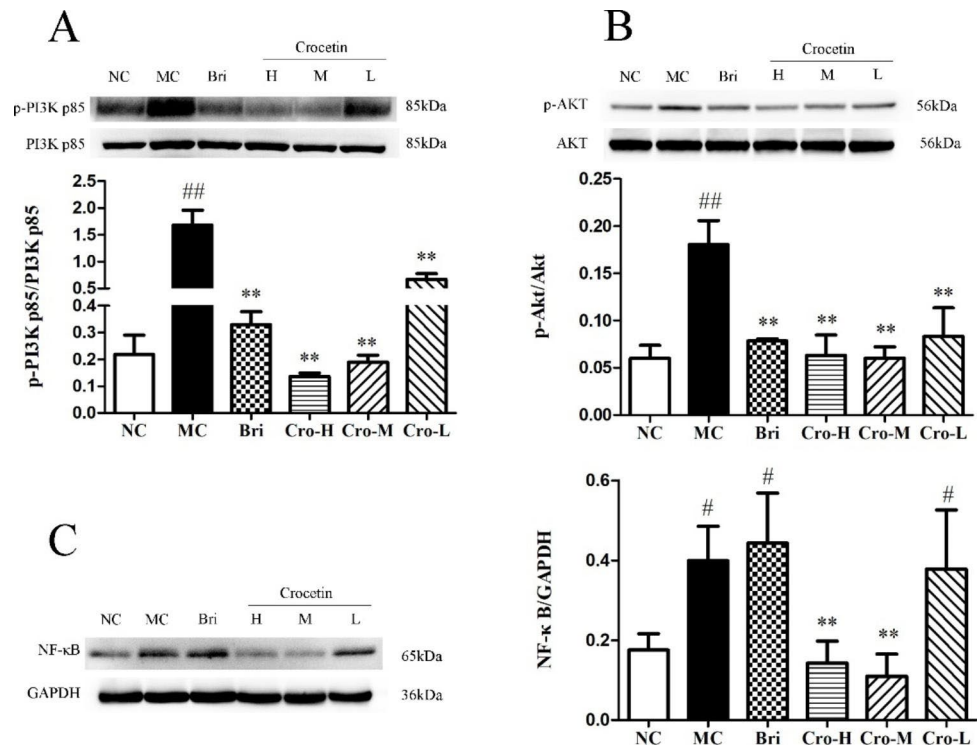 A
Crocetin
NC MC Bri H M L
p-PI3K p85 85kDa
PI3K p85 85kDa
p-PI3K p85/PI3K p85
2.5
2.0
1.5
1.0
0.5
0.4
0.3
0.2
0.1
0.0
##
**
**
**
**
NC MC Bri Cro-H Cro-M Cro-L
B
Crocetin
NC MC Bri H M L
p-AKT 56kDa
AKT 56kDa
p-Akt/Akt
0.25
0.20
0.15
0.10
0.05
0.00
##
**
**
**
**
NC MC Bri Cro-H Cro-M Cro-L
C
Crocetin
NC MC Bri H M L
NF-κB 65kDa
GAPDH 36kDa
NF-κ B/GAPDH
0.6
0.4
0.2
0.0
#
#
**
**
#
NC MC Bri Cro-H Cro-M Cro-L